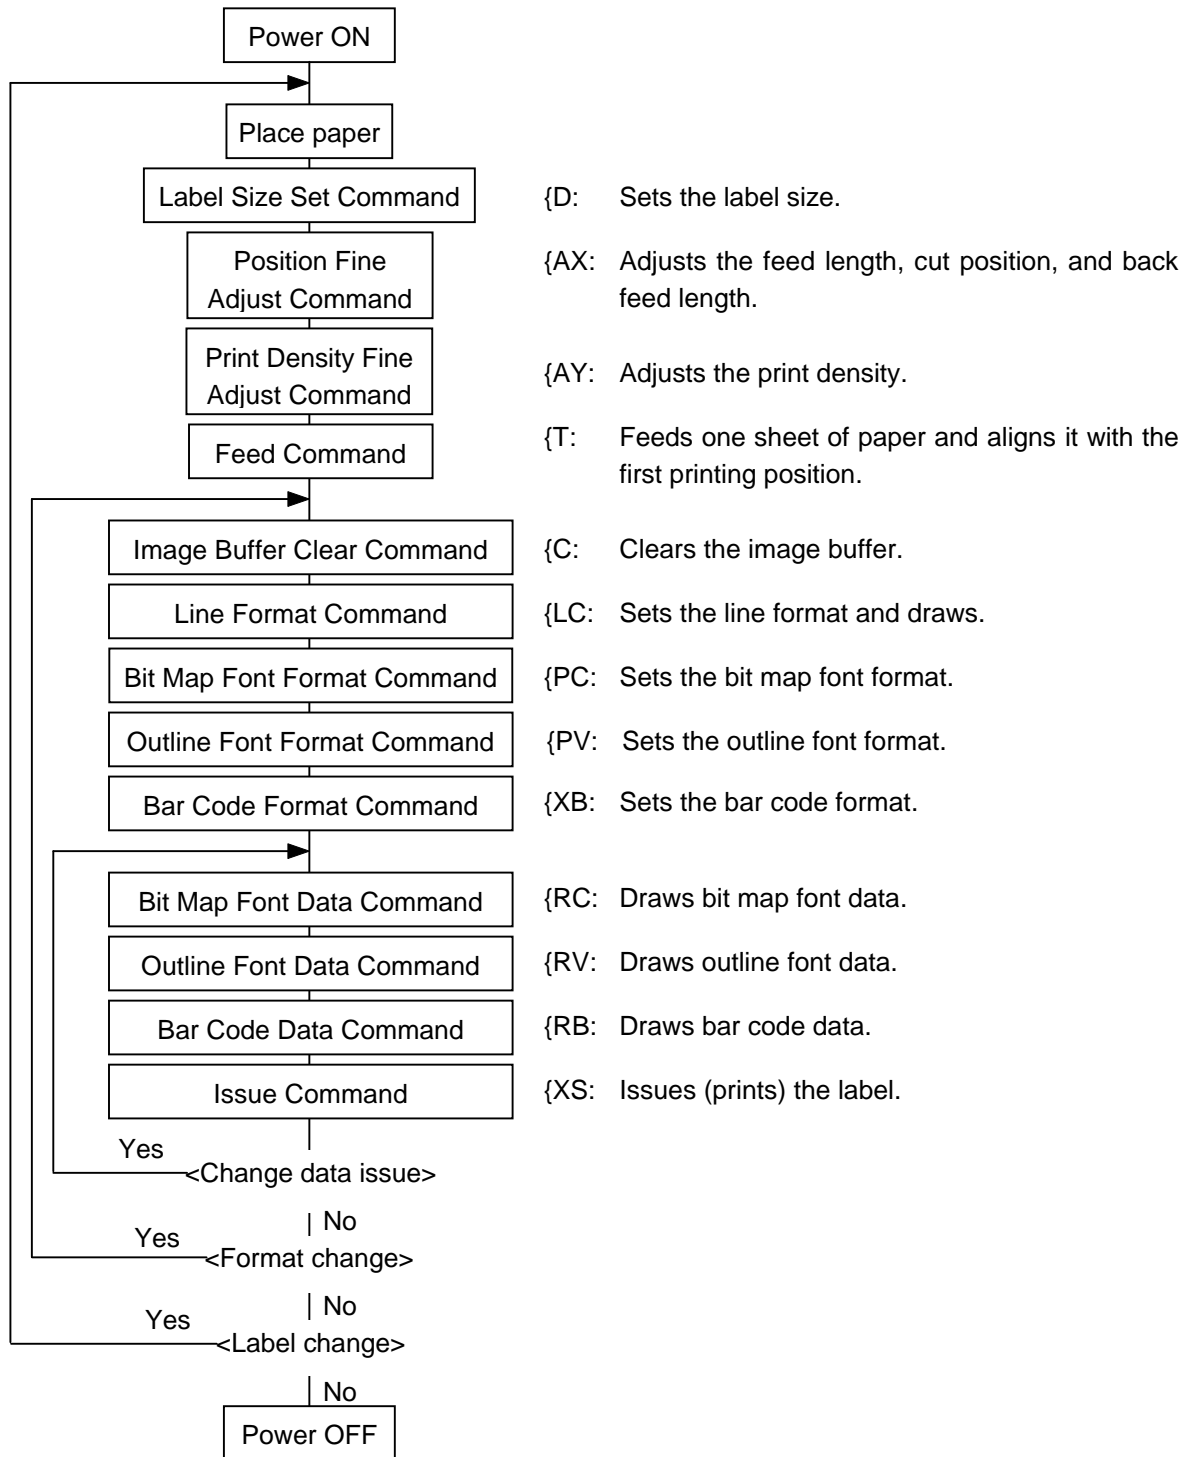 Power ON
Place paper
Label Size Set Command {D: Sets the label size.
Position Fine {AX: Adjusts the feed length, cut position, and back
Adjust Command feed length.
Print Density Fine
Adjust Command {AY: Adjusts the print density.
Feed Command {T: Feeds one sheet of paper and aligns it with the
first printing position.
Image Buffer Clear Command {C: Clears the image buffer.
Line Format Command {LC: Sets the line format and draws.
Bit Map Font Format Command {PC: Sets the bit map font format.
Outline Font Format Command {PV: Sets the outline font format.
Bar Code Format Command {XB: Sets the bar code format.
Bit Map Font Data Command {RC: Draws bit map font data.
Outline Font Data Command {RV: Draws outline font data.
Bar Code Data Command {RB: Draws bar code data.
Issue Command {XS: Issues (prints) the label.
Yes
<Change data issue>
No
Yes
<Format change>
No
Yes
<Label change>
No
Power OFF